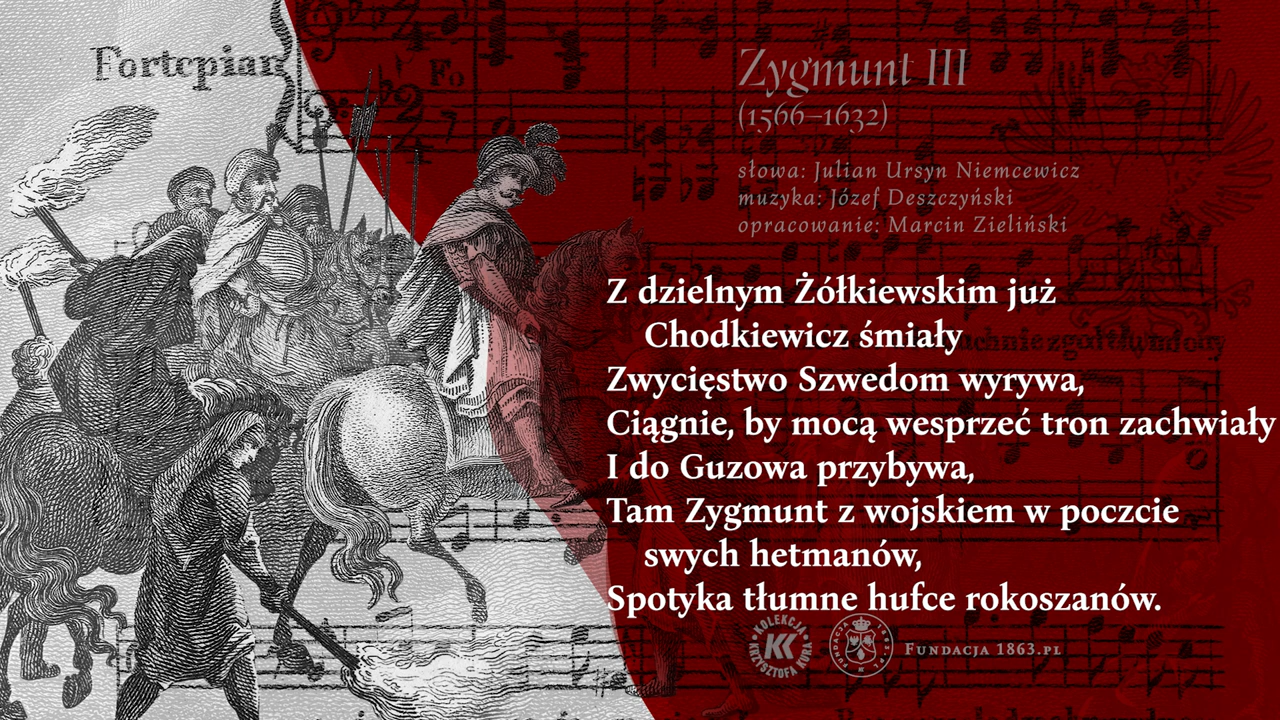 Fortepian
Fo
Zygmunt III
(1566–1632)
słowa: Julian Ursyn Niemcewicz
muzyka: Józef Deszczyński
opracowanie: Marcin Zieliński
Z dzielnym Żółkiewskim już
Chodkiewicz śmiały
Zwycięstwo Szwedom wyrywa,
Ciągnie, by mocą wesprzeć tron zachwiały
I do Guzowa przybywa,
Tam Zygmunt z wojskiem w poczcie
swych hetmanów,
Spotyka tłumne hufce rokoszanów.
KOLEKCJA
KK
KRZYSZTOFA KURA
FUNDACJA 1863.PL